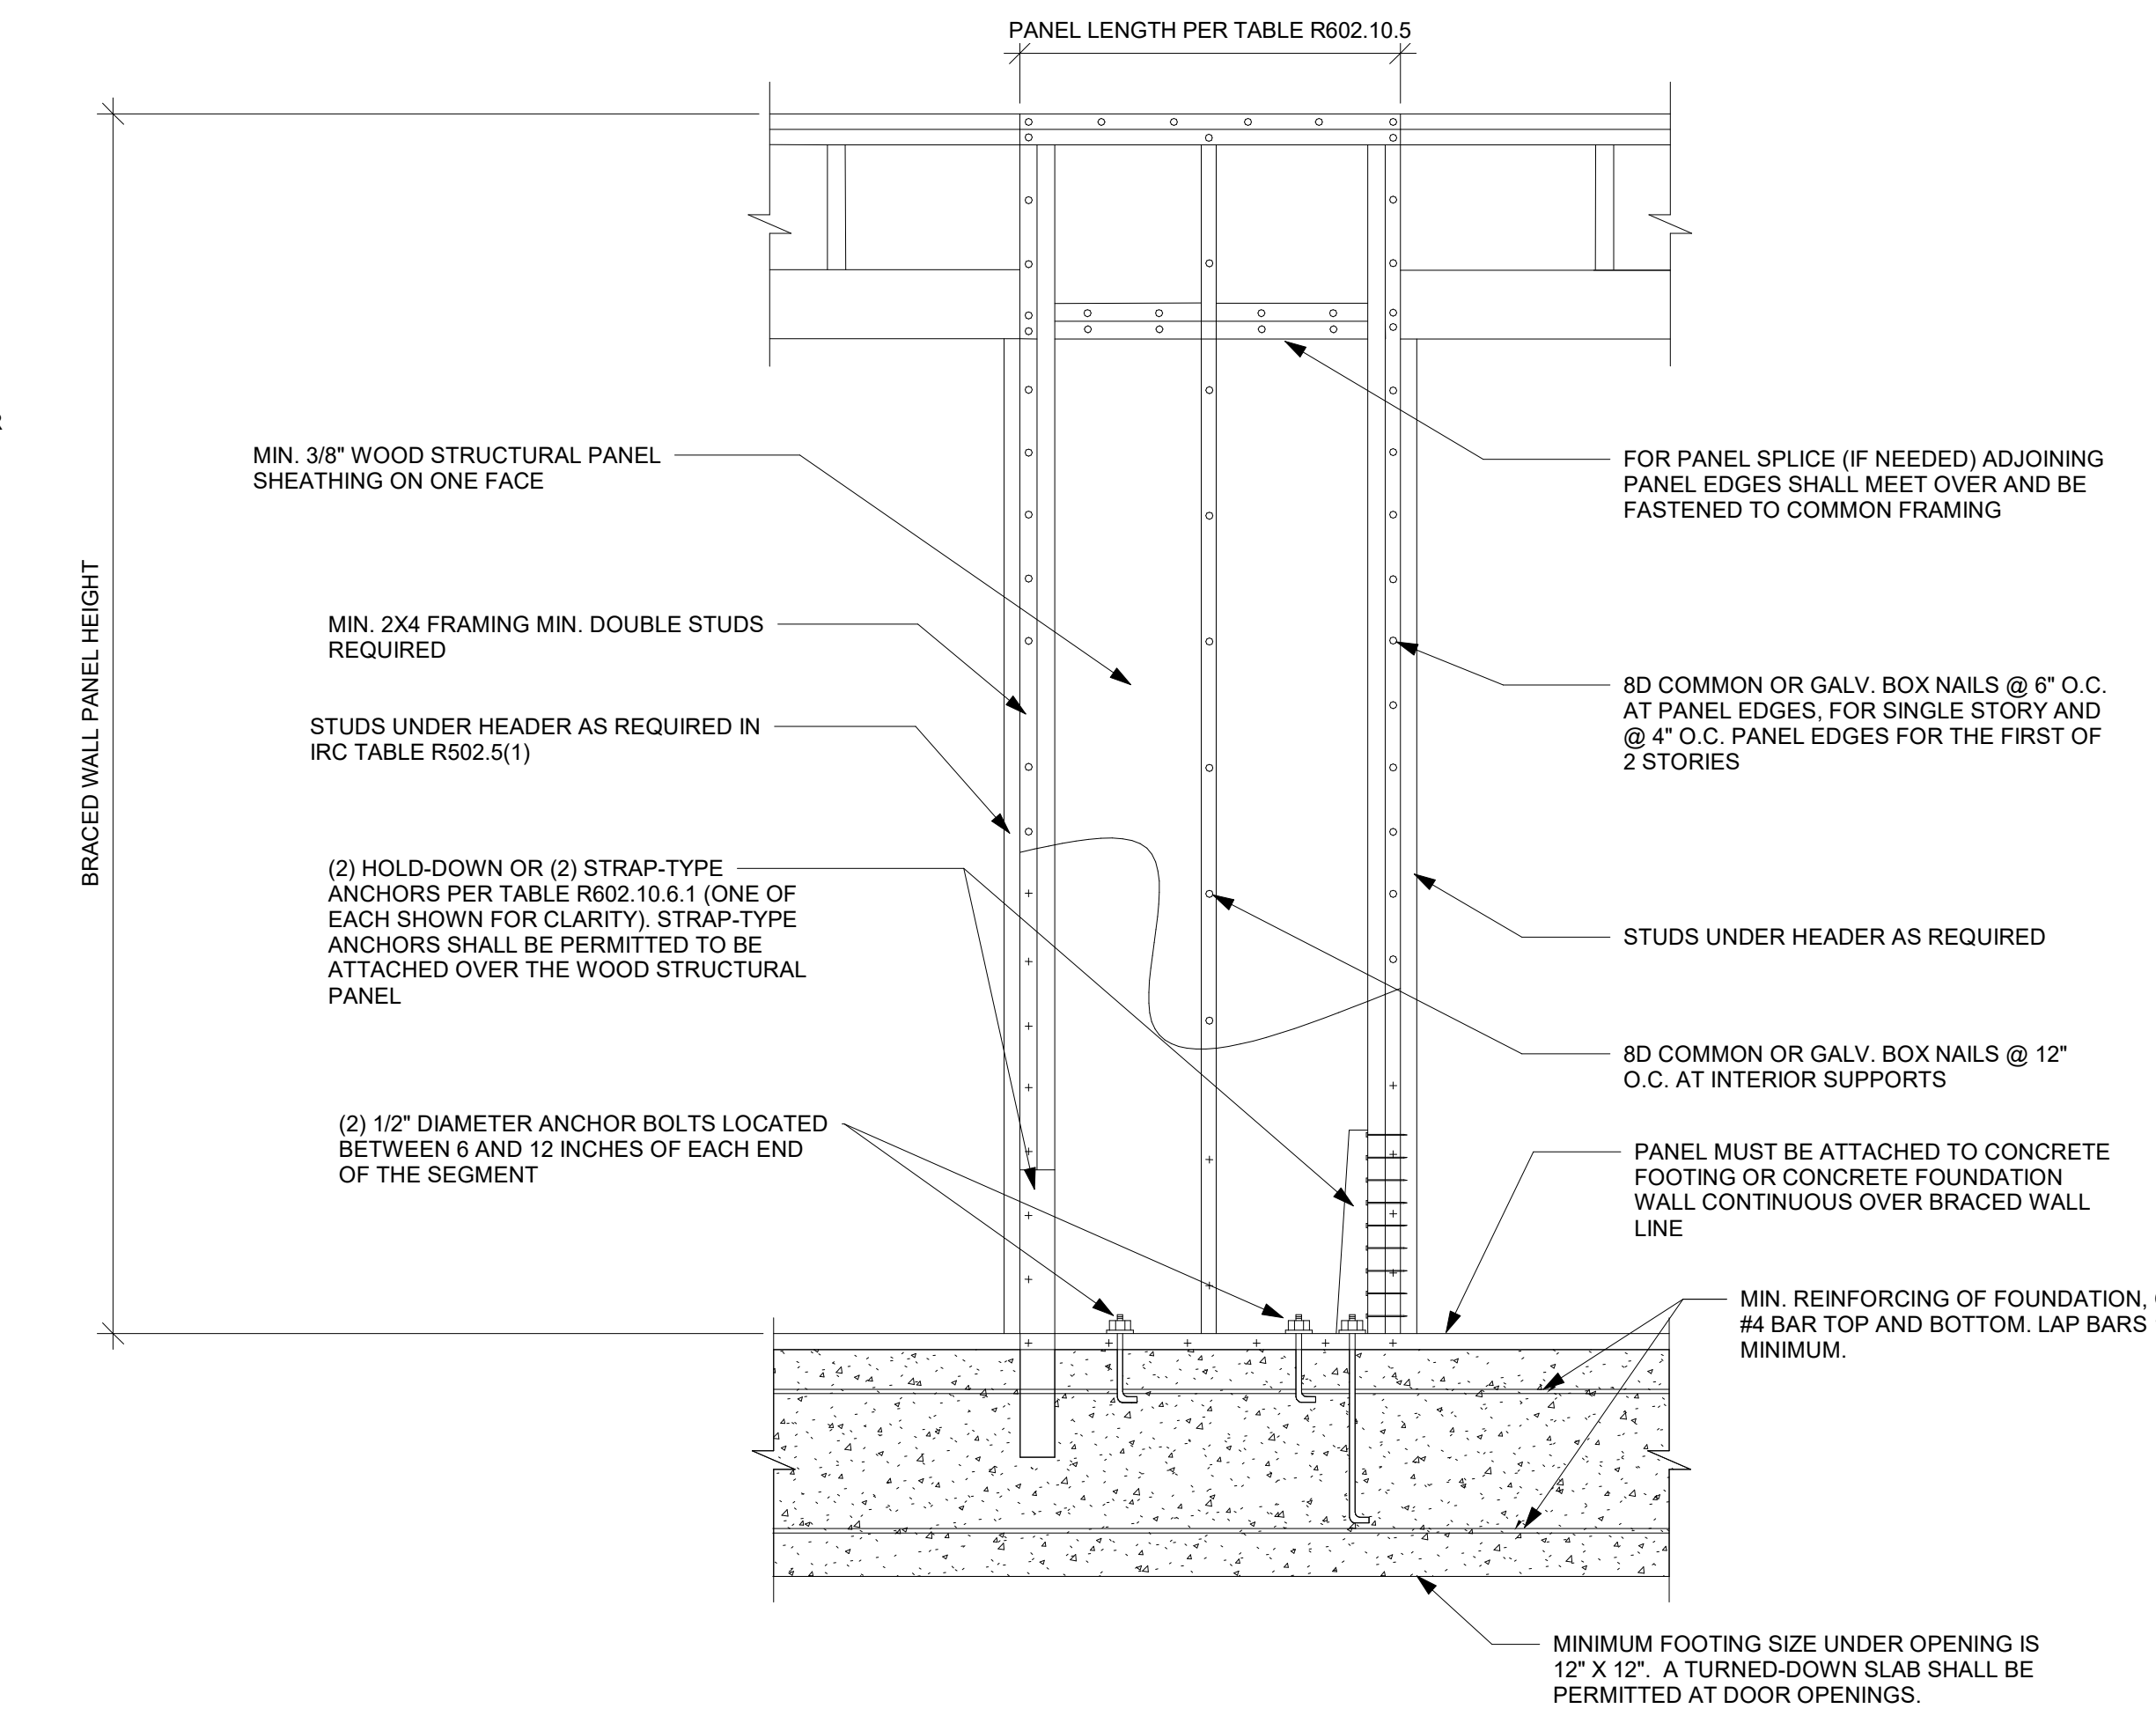 PANEL LENGTH PER TABLE R602.10.5
BRACED WALL PANEL HEIGHT
MIN. 3/8" WOOD STRUCTURAL PANEL
SHEATHING ON ONE FACE
MIN. 2X4 FRAMING MIN. DOUBLE STUDS
REQUIRED
STUDS UNDER HEADER AS REQUIRED IN
IRC TABLE R502.5(1)
(2) HOLD-DOWN OR (2) STRAP-TYPE
ANCHORS PER TABLE R602.10.6.1 (ONE OF
EACH SHOWN FOR CLARITY). STRAP-TYPE
ANCHORS SHALL BE PERMITTED TO BE
ATTACHED OVER THE WOOD STRUCTURAL
PANEL
(2) 1/2" DIAMETER ANCHOR BOLTS LOCATED
BETWEEN 6 AND 12 INCHES OF EACH END
OF THE SEGMENT
FOR PANEL SPLICE (IF NEEDED) ADJOINING
PANEL EDGES SHALL MEET OVER AND BE
FASTENED TO COMMON FRAMING
8D COMMON OR GALV. BOX NAILS @ 6" O.C.
AT PANEL EDGES, FOR SINGLE STORY AND
@ 4" O.C. PANEL EDGES FOR THE FIRST OF
2 STORIES
STUDS UNDER HEADER AS REQUIRED
8D COMMON OR GALV. BOX NAILS @ 12"
O.C. AT INTERIOR SUPPORTS
PANEL MUST BE ATTACHED TO CONCRETE
FOOTING OR CONCRETE FOUNDATION
WALL CONTINUOUS OVER BRACED WALL
LINE
MIN. REINFORCING OF FOUNDATION,
#4 BAR TOP AND BOTTOM. LAP BARS
MINIMUM.
MINIMUM FOOTING SIZE UNDER OPENING IS
12" X 12". A TURNED-DOWN SLAB SHALL BE
PERMITTED AT DOOR OPENINGS.